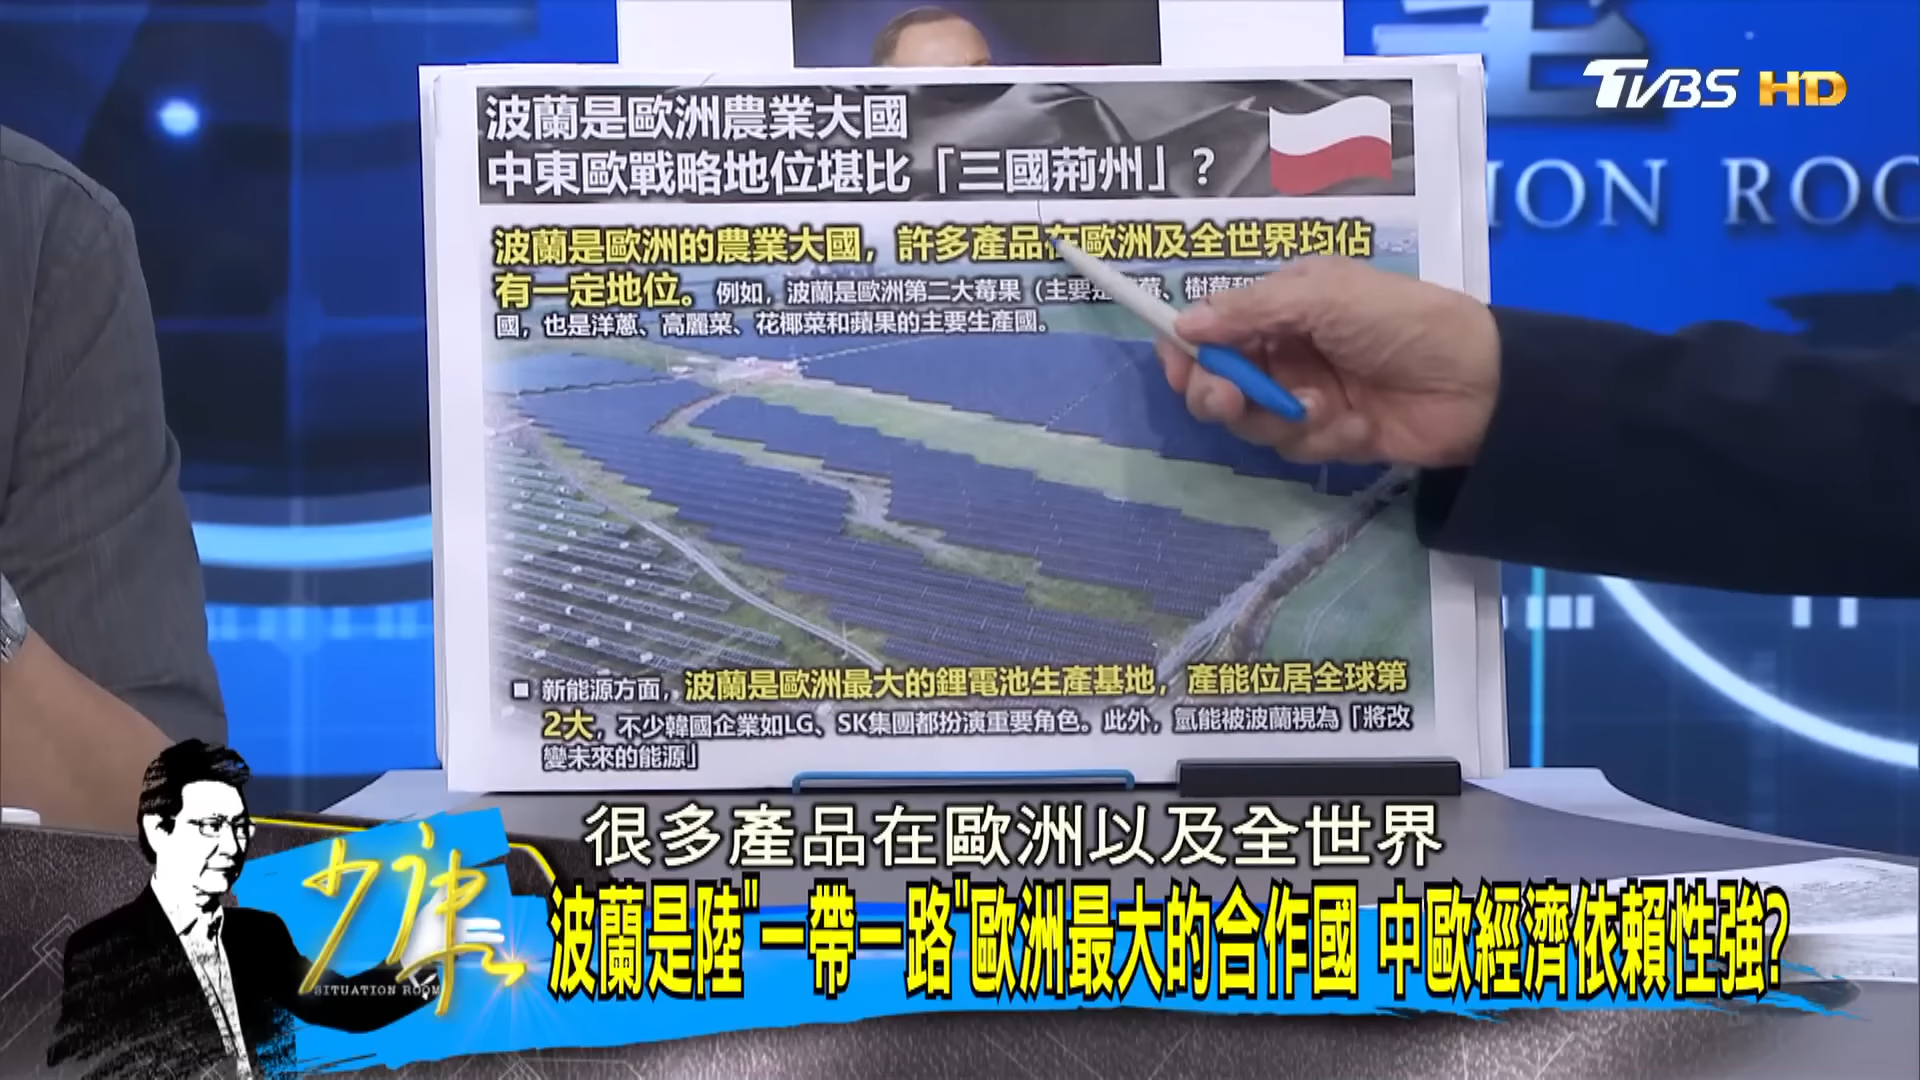 TVBS HD
ION ROO
波蘭是歐洲農業大國
中東歐戰略地位堪比「三國荊州」?
波蘭是歐洲的農業大國，許多產品在歐洲及全世界均佔
有一定地位。例如，波蘭是歐洲第二大莓果（主要是 莓、樹莓和
國，也是洋蔥、高麗菜、花椰菜和蘋果的主要生產國。
■ 新能源方面，波蘭是歐洲最大的鋰電池生產基地，產能位居全球第
2大，不少韓國企業如LG、SK集團都扮演重要角色。此外，氫能被波蘭視為「將改
變未來的能源」
很多產品在歐洲以及全世界
少康
SITUATION ROOM
波蘭是陸"一帶一路"歐洲最大的合作國 中歐經濟依賴性強?